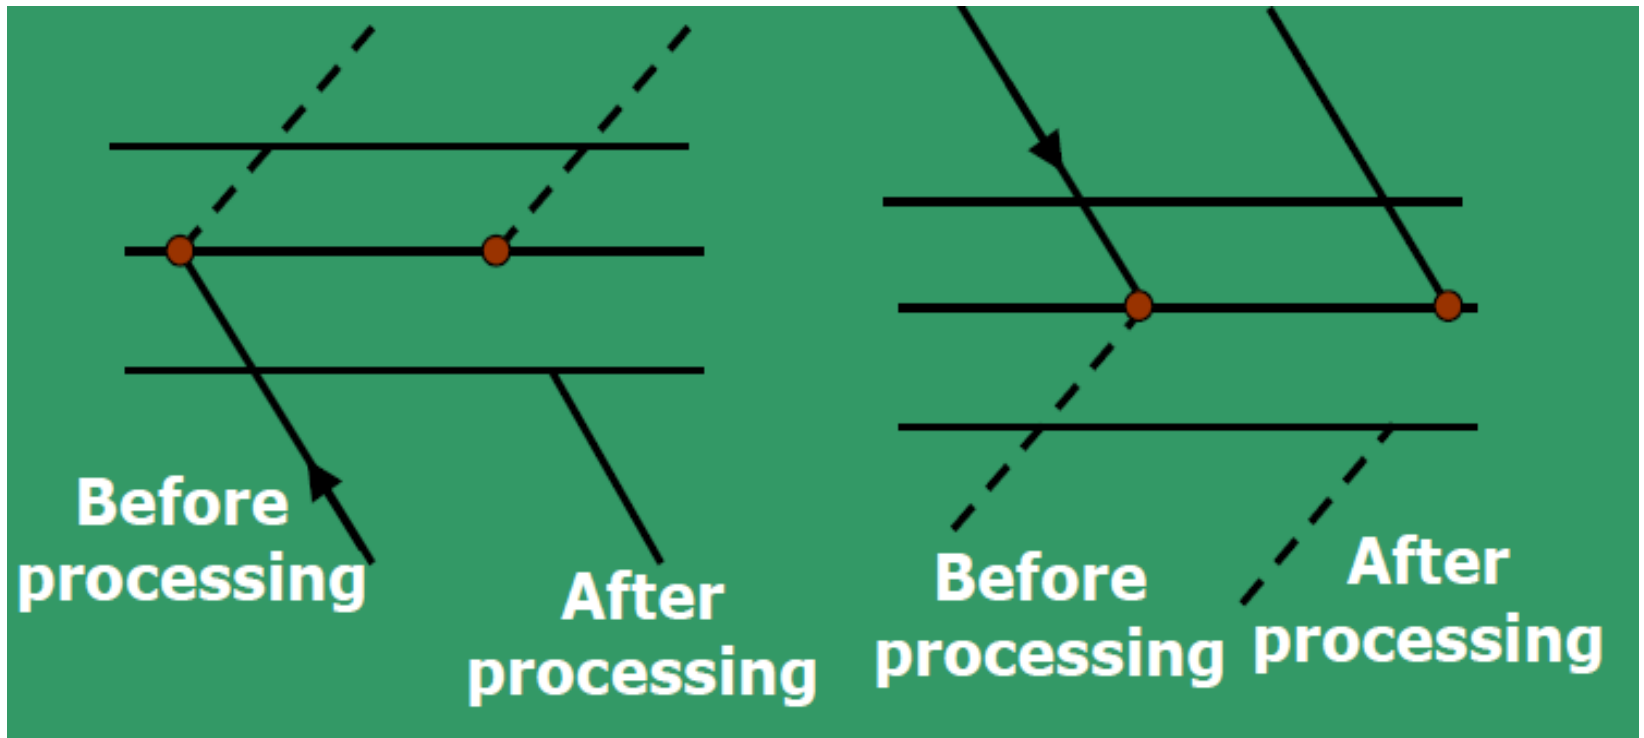 Before
processing
After
processing
Before
processing
After
processing